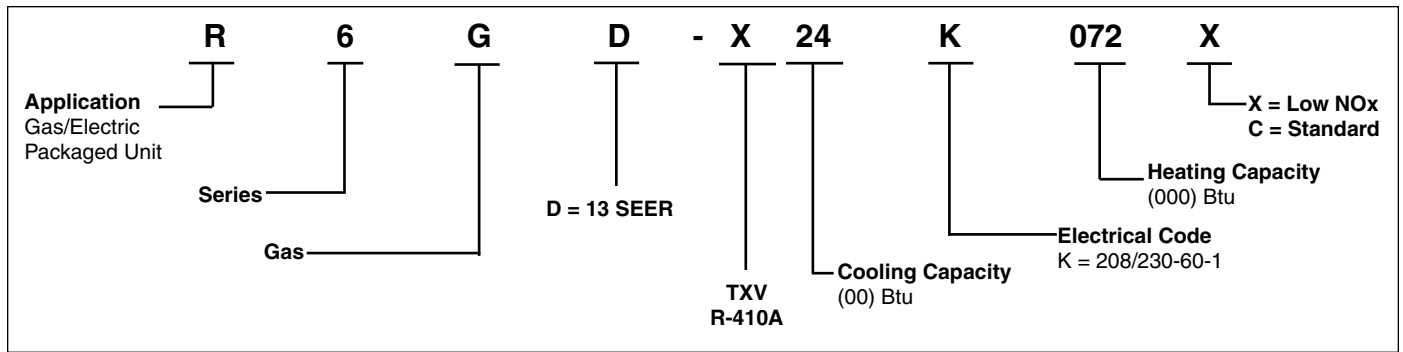 R 6 G D - X 24 K 072 X
Application
Gas/Electric
Packaged Unit
Series
Gas
D = 13 SEER
TXV
R-410A
Cooling Capacity
(00) Btu
Electrical Code
K = 208/230-60-1
Heating Capacity
(000) Btu
X = Low NOx
C = Standard